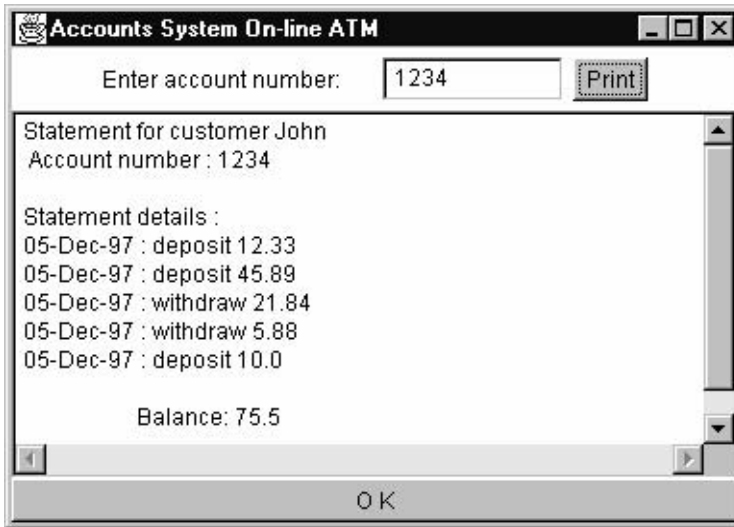 Accounts System On-line ATM
Enter account number: 1234 Print
Statement for customer John
Account number : 1234
Statement details :
05-Dec-97 : deposit 12.33
05-Dec-97 : deposit 45.89
05-Dec-97 : withdraw 21.84
05-Dec-97 : withdraw 5.88
05-Dec-97 : deposit 10.0
Balance: 75.5
OK